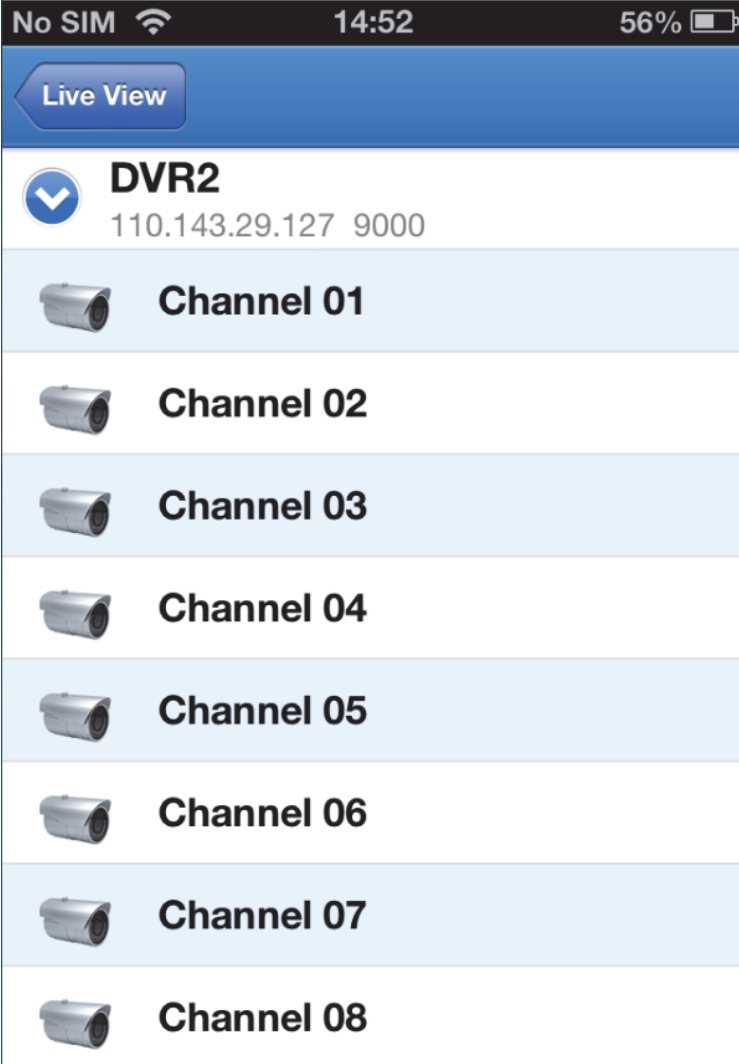 No SIM 14:52 56%
Live View
DVR2
110.143.29.127 9000
Channel 01
Channel 02
Channel 03
Channel 04
Channel 05
Channel 06
Channel 07
Channel 08